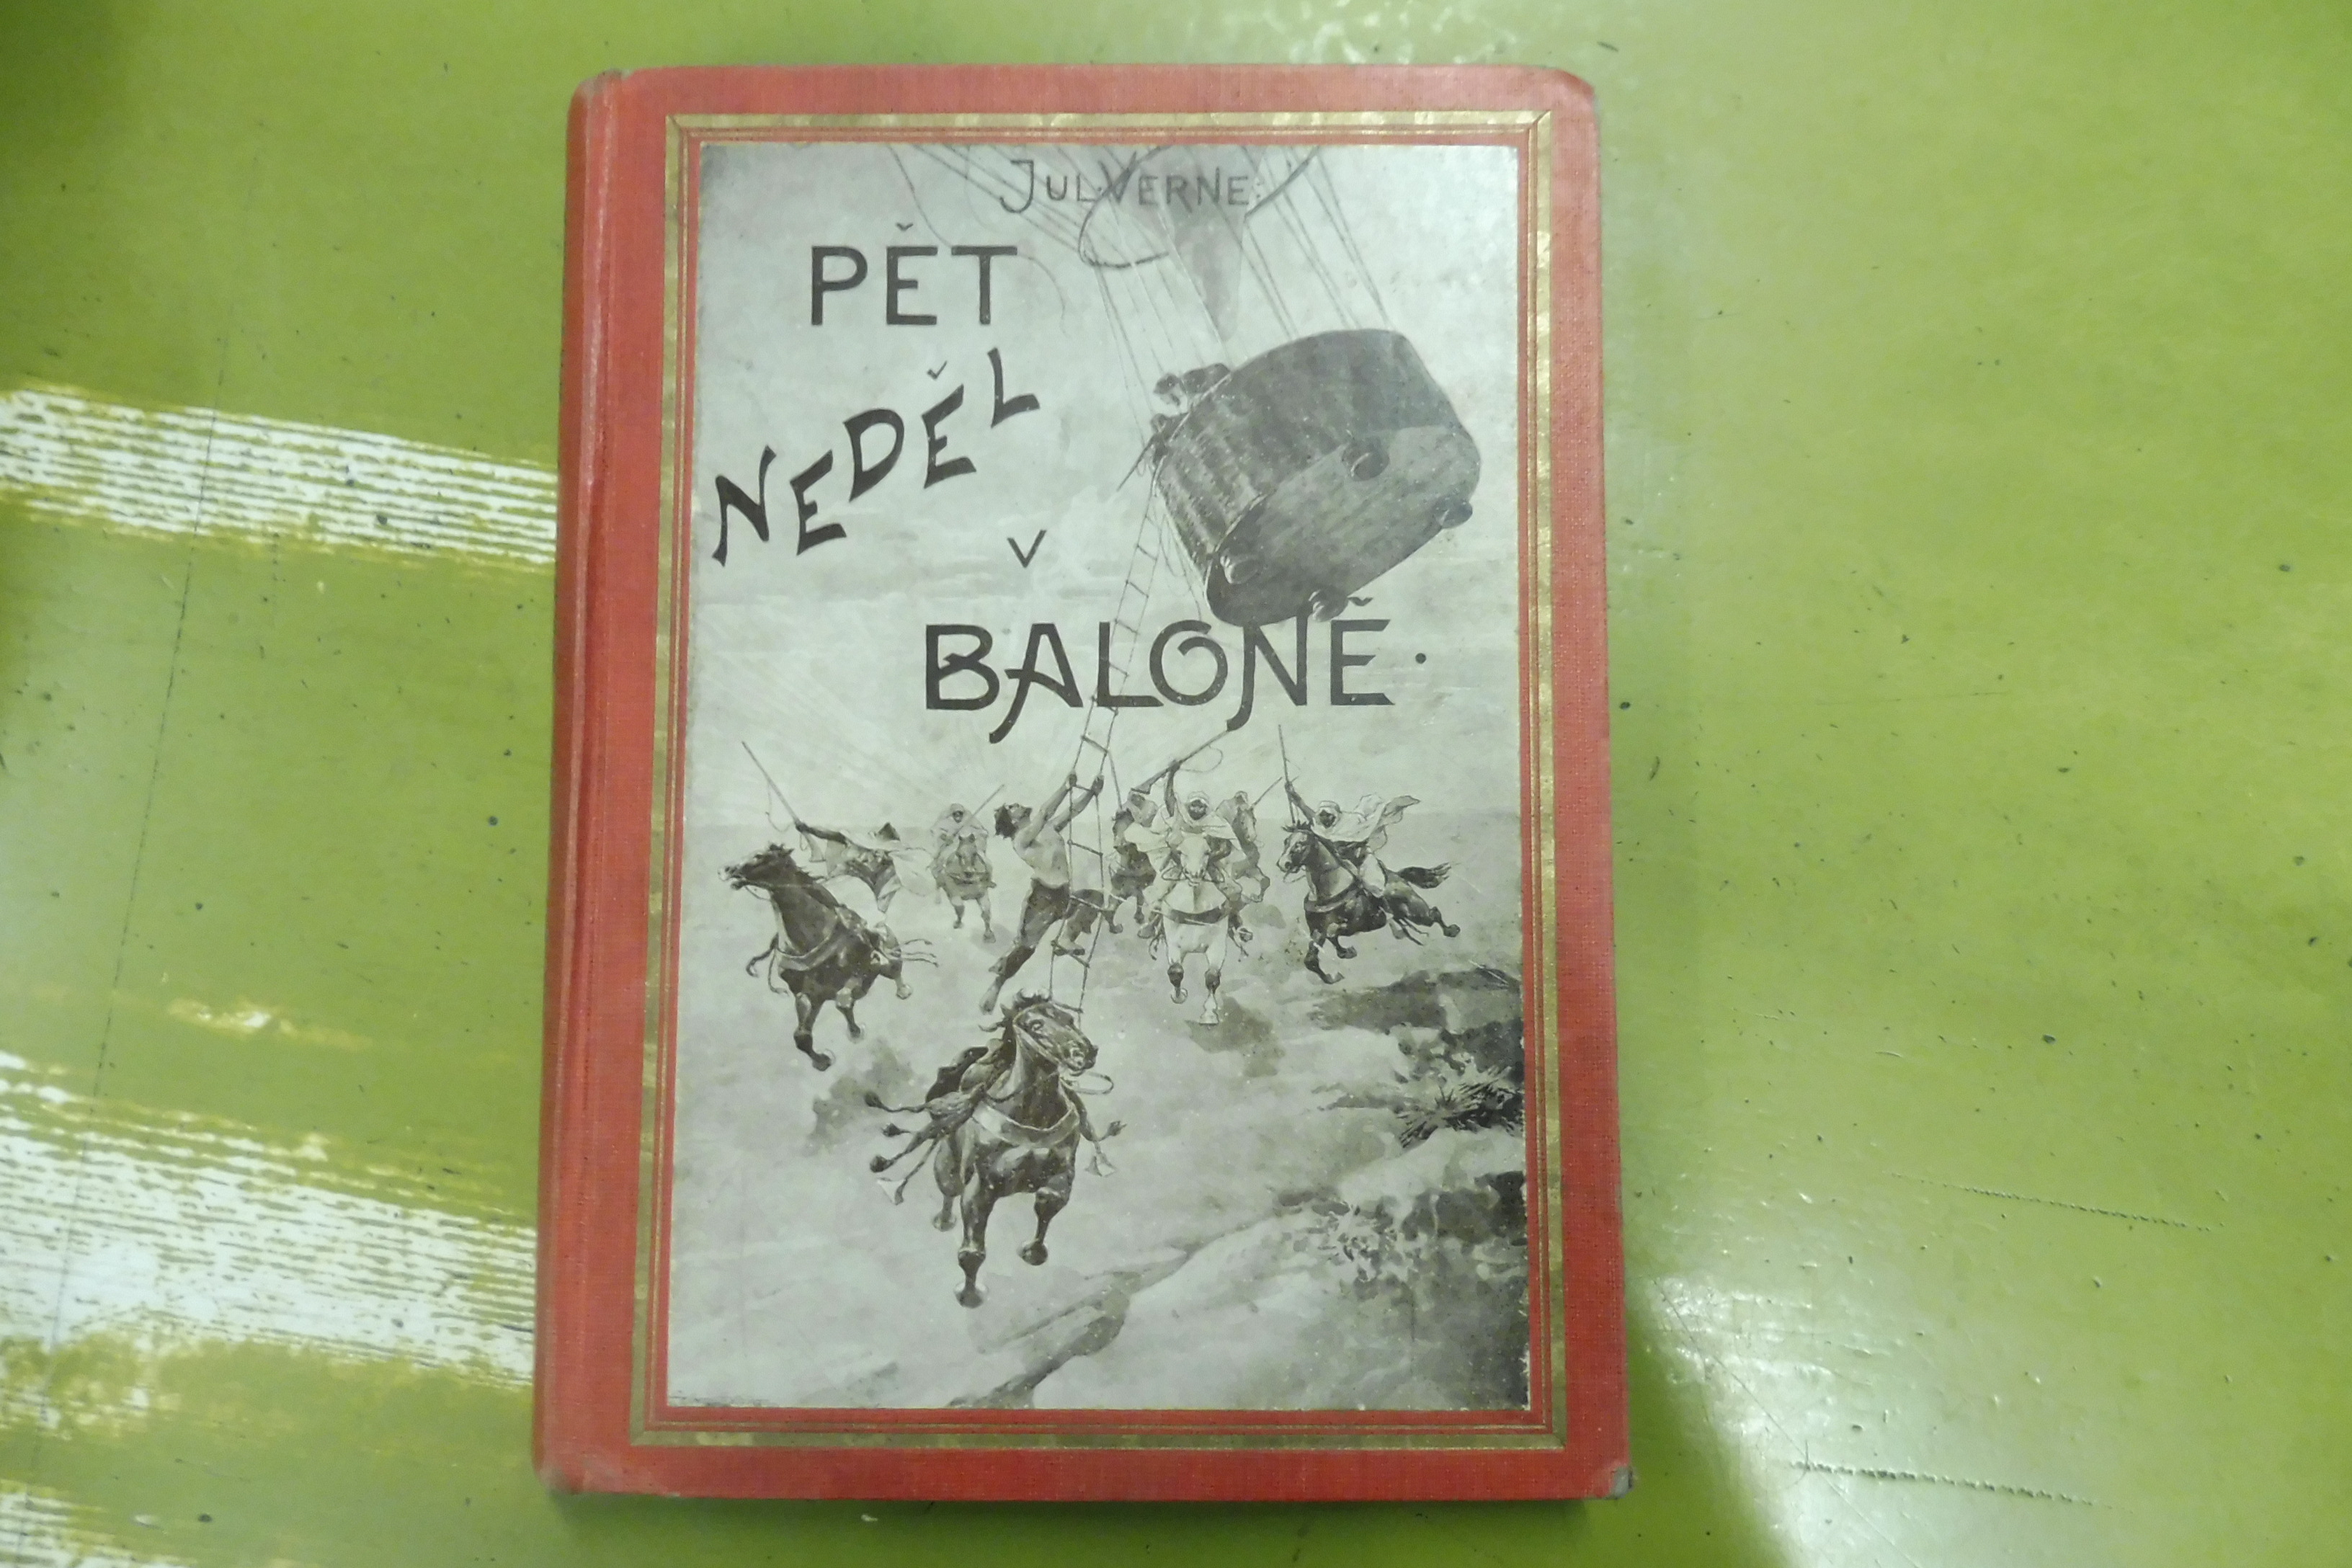 JUL. VERNE:
PĚT
NEDĚL
V
BALONĚ.